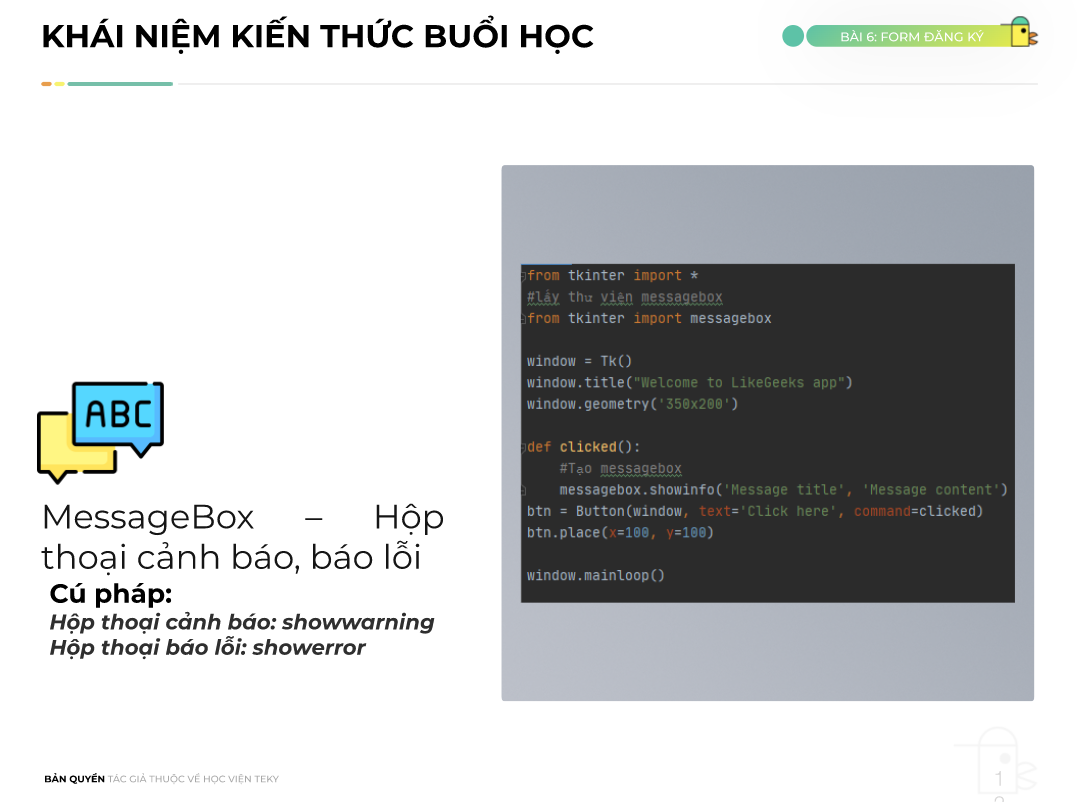 KHÁI NIỆM KIẾN THỨC BUỔI HỌC
BÀI 6: FORM ĐĂNG KÝ
ABC
MessageBox – Hộp
thoại cảnh báo, báo lỗi
Cú pháp:
Hộp thoại cảnh báo: showwarning
Hộp thoại báo lỗi: showerror
from tkinter import *
#lấy thư viện messagebox
from tkinter import messagebox
window = Tk()
window.title("Welcome to LikeGeeks app")
window.geometry('350x200')
def clicked():
    #Tạo messagebox
    messagebox.showinfo('Message title', 'Message content')
btn = Button(window, text='Click here', command=clicked)
btn.place(x=100, y=100)
window.mainloop()
BẢN QUYỀN TÁC GIẢ THUỘC VỀ HỌC VIỆN TEKY
1